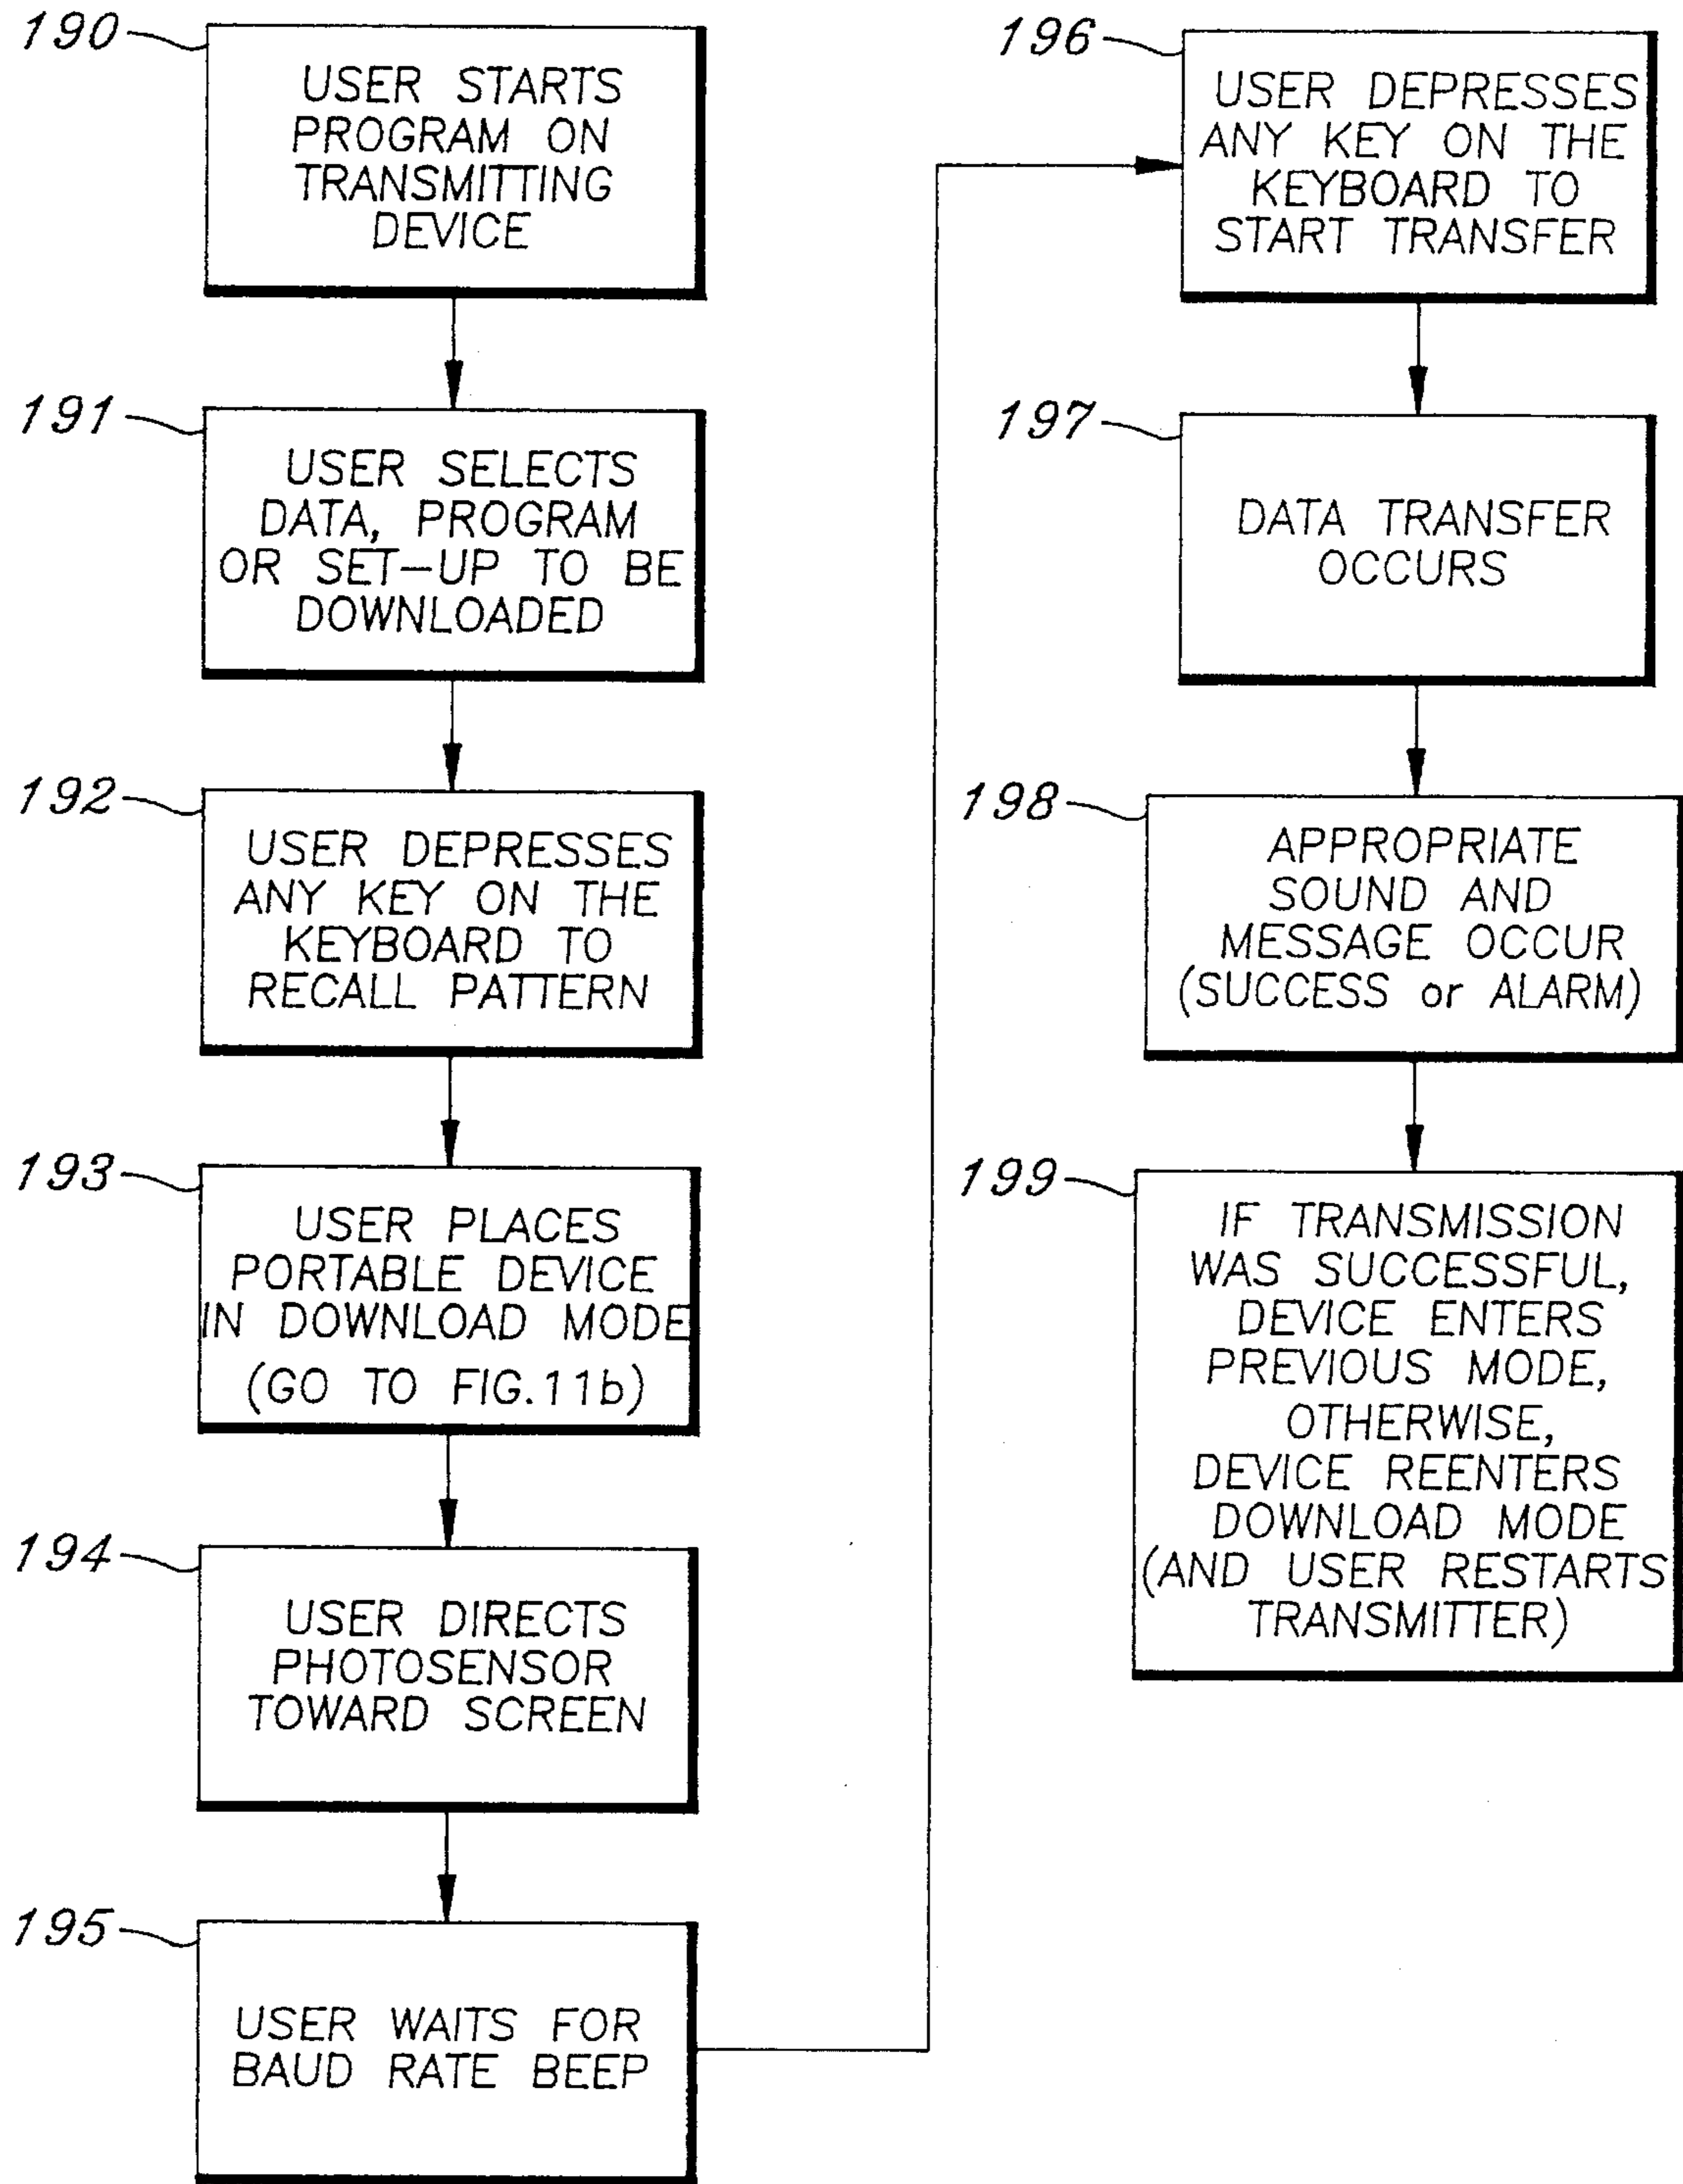 190
USER STARTS
PROGRAM ON
TRANSMITTING
DEVICE
191
USER SELECTS
DATA, PROGRAM
OR SET-UP TO BE
DOWNLOADED
192
USER DEPRESSES
ANY KEY ON THE
KEYBOARD TO
RECALL PATTERN
193
USER PLACES
PORTABLE DEVICE
IN DOWNLOAD MODE
(GO TO FIG.11b)
194
USER DIRECTS
PHOTOSENSOR
TOWARD SCREEN
195
USER WAITS FOR
BAUD RATE BEEP
196
USER DEPRESSES
ANY KEY ON THE
KEYBOARD TO
START TRANSFER
197
DATA TRANSFER
OCCURS
198
APPROPRIATE
SOUND AND
MESSAGE OCCUR
(SUCCESS or ALARM)
199
IF TRANSMISSION
WAS SUCCESSFUL,
DEVICE ENTERS
PREVIOUS MODE,
OTHERWISE,
DEVICE REENTERS
DOWNLOAD MODE
(AND USER RESTARTS
TRANSMITTER)